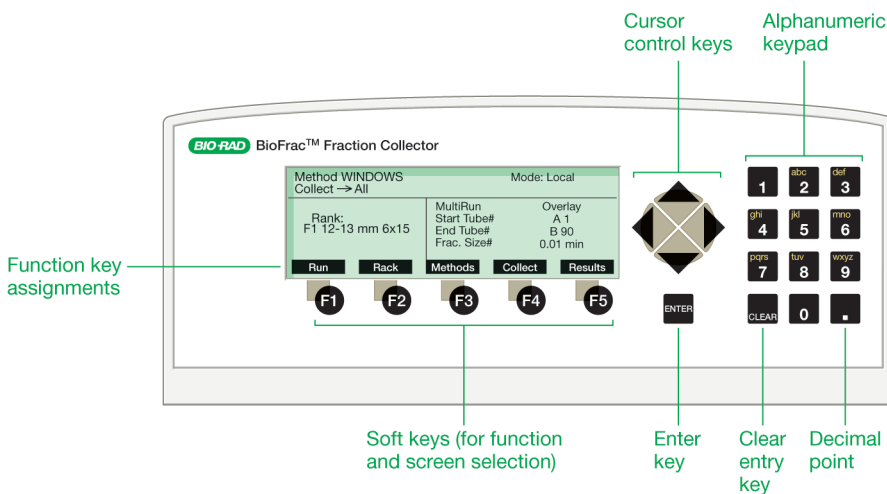 Cursor
control keys
Alphanumeric
keypad
BIO-RAD BioFrac™ Fraction Collector
Method WINDOWS Mode: Local
Collect → All
Rank:
F1 12-13 mm 6x15
MultiRun Overlay
Start Tube# A 1
End Tube# B 90
Frac. Size# 0.01 min
Run Rack Methods Collect Results
F1 F2 F3 F4 F5
ENTER
1 abc 2 def 3
ghi 4 jkl 5 mno 6
pqrs 7 tuv 8 wxyz 9
CLEAR 0 .
Function key
assignments
Soft keys (for function
and screen selection)
Enter
key
Clear
entry
key
Decimal
point